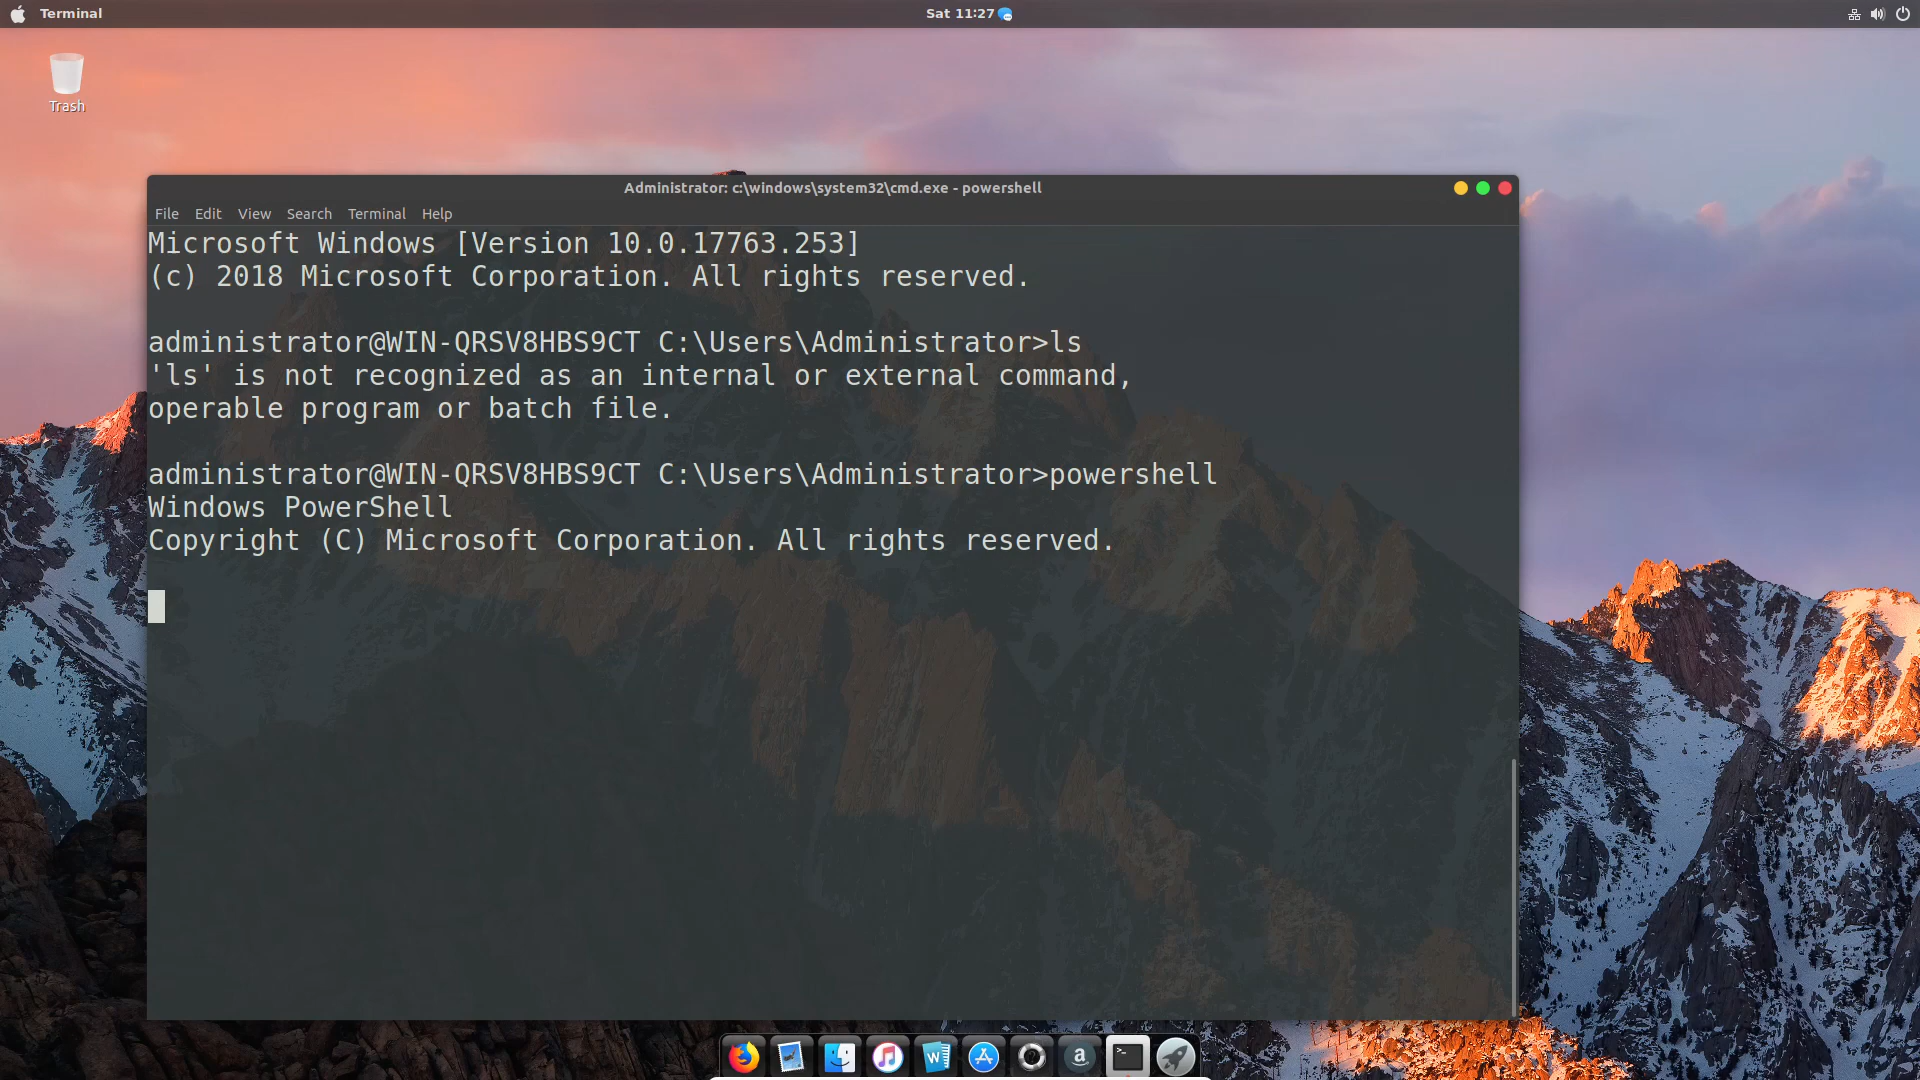 Terminal
Sat 11:27
Trash
Administrator: c:\windows\system32\cmd.exe - powershell
File Edit View Search Terminal Help
Microsoft Windows [Version 10.0.17763.253]
(c) 2018 Microsoft Corporation. All rights reserved.
administrator@WIN-QRSV8HBS9CT C:\Users\Administrator>ls
'ls' is not recognized as an internal or external command,
operable program or batch file.
administrator@WIN-QRSV8HBS9CT C:\Users\Administrator>powershell
Windows PowerShell
Copyright (C) Microsoft Corporation. All rights reserved.
W
a
>_